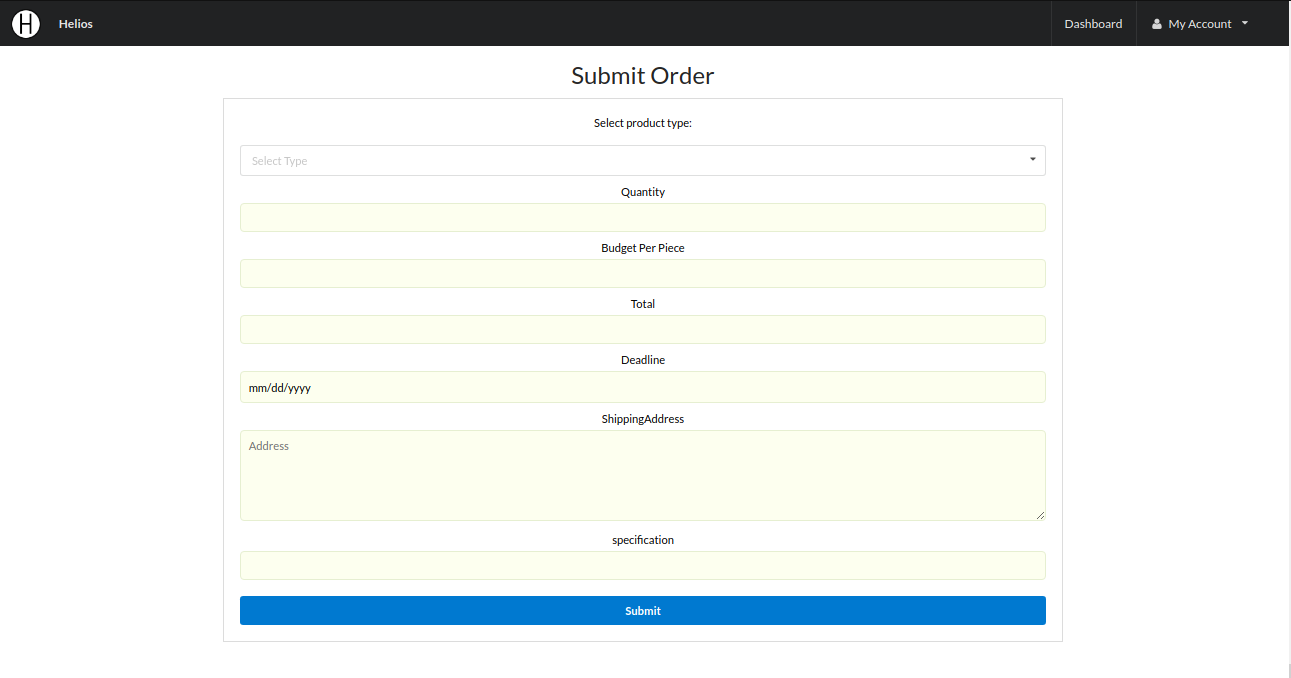 H Helios Dashboard My Account
Submit Order
Select product type:
Select Type
Quantity
Budget Per Piece
Total
Deadline
mm/dd/yyyy
ShippingAddress
Address
specification
Submit